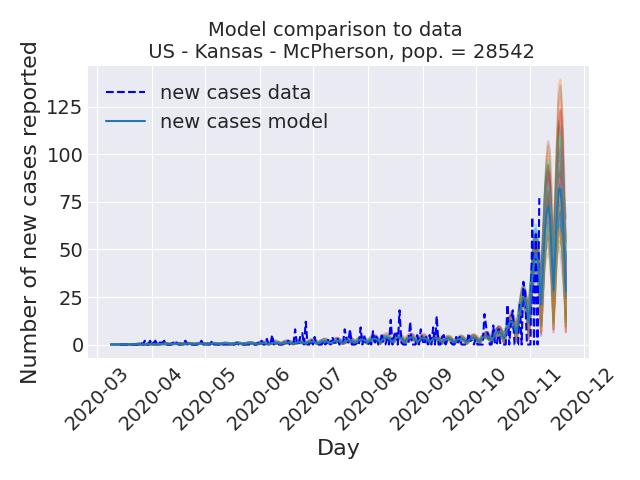 Model comparison to data
US - Kansas - McPherson, pop. = 28542
Number of new cases reported
125
100
75
50
25
0
new cases data
new cases model
2020-03
2020-04
2020-05
2020-06
2020-07
2020-08
2020-09
2020-10
2020-11
2020-12
Day